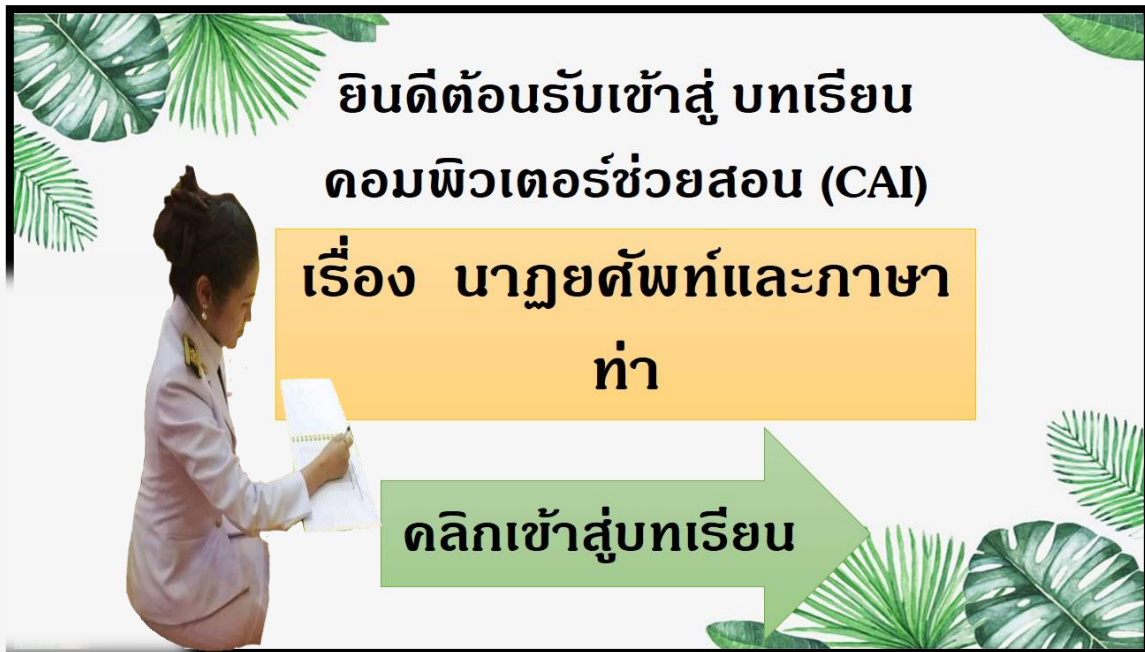 ยินดีต้อนรับเข้าสู่ บทเรียน
คอมพิวเตอร์ช่วยสอน (CAI)
เรื่อง นาฏยศัพท์และภาษา
ท่า
คลิกเข้าสู่บทเรียน